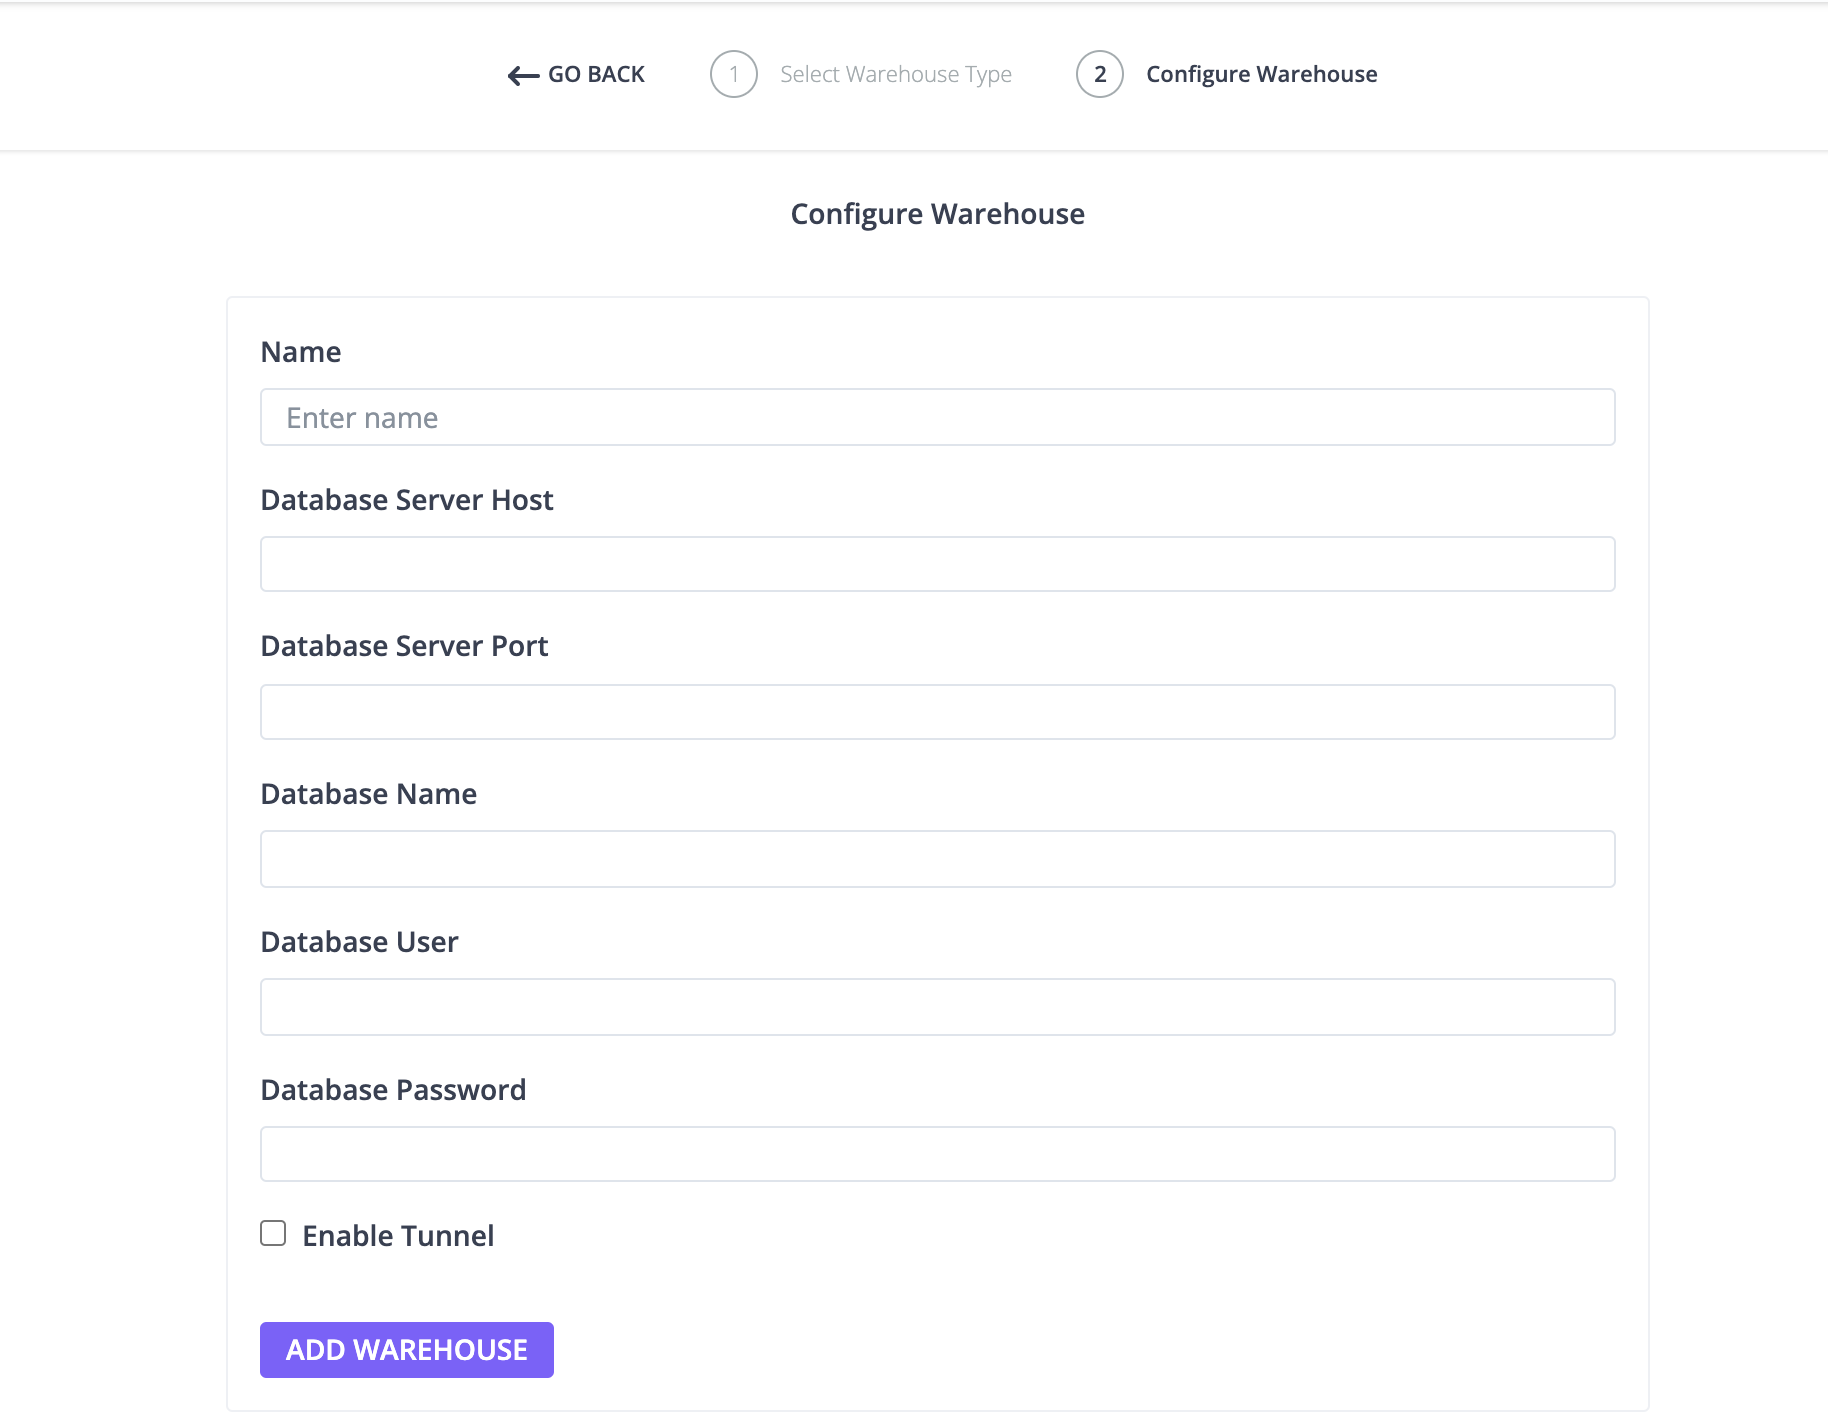 GO BACK 1 Select Warehouse Type 2 Configure Warehouse
Configure Warehouse
Name
Enter name
Database Server Host
Database Server Port
Database Name
Database User
Database Password
Enable Tunnel
ADD WAREHOUSE